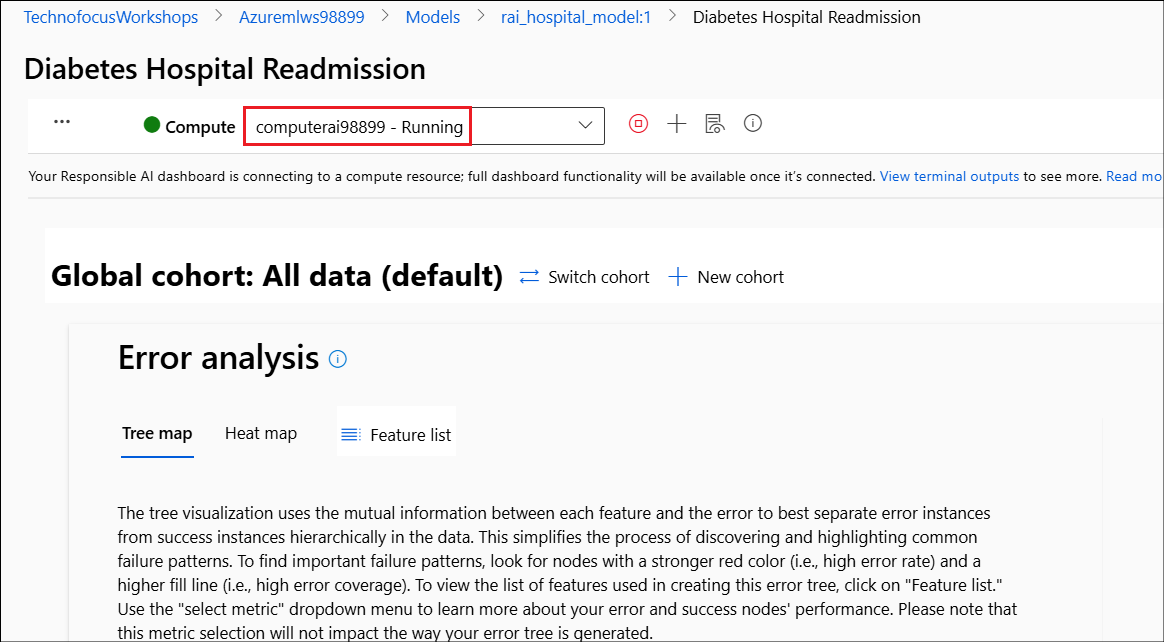 TechnofocusWorkshops > Azuremlws98899 > Models > rai_hospital_model:1 > Diabetes Hospital Readmission
Diabetes Hospital Readmission
... Compute computerai98899 - Running
Your Responsible AI dashboard is connecting to a compute resource; full dashboard functionality will be available once it's connected. View terminal outputs to see more. Read mo
Global cohort: All data (default) Switch cohort New cohort
Error analysis
Tree map Heat map Feature list
The tree visualization uses the mutual information between each feature and the error to best separate error instances
from success instances hierarchically in the data. This simplifies the process of discovering and highlighting common
failure patterns. To find important failure patterns, look for nodes with a stronger red color (i.e., high error rate) and a
higher fill line (i.e., high error coverage). To view the list of features used in creating this error tree, click on "Feature list."
Use the "select metric" dropdown menu to learn more about your error and success nodes' performance. Please note that
this metric selection will not impact the way your error tree is generated.